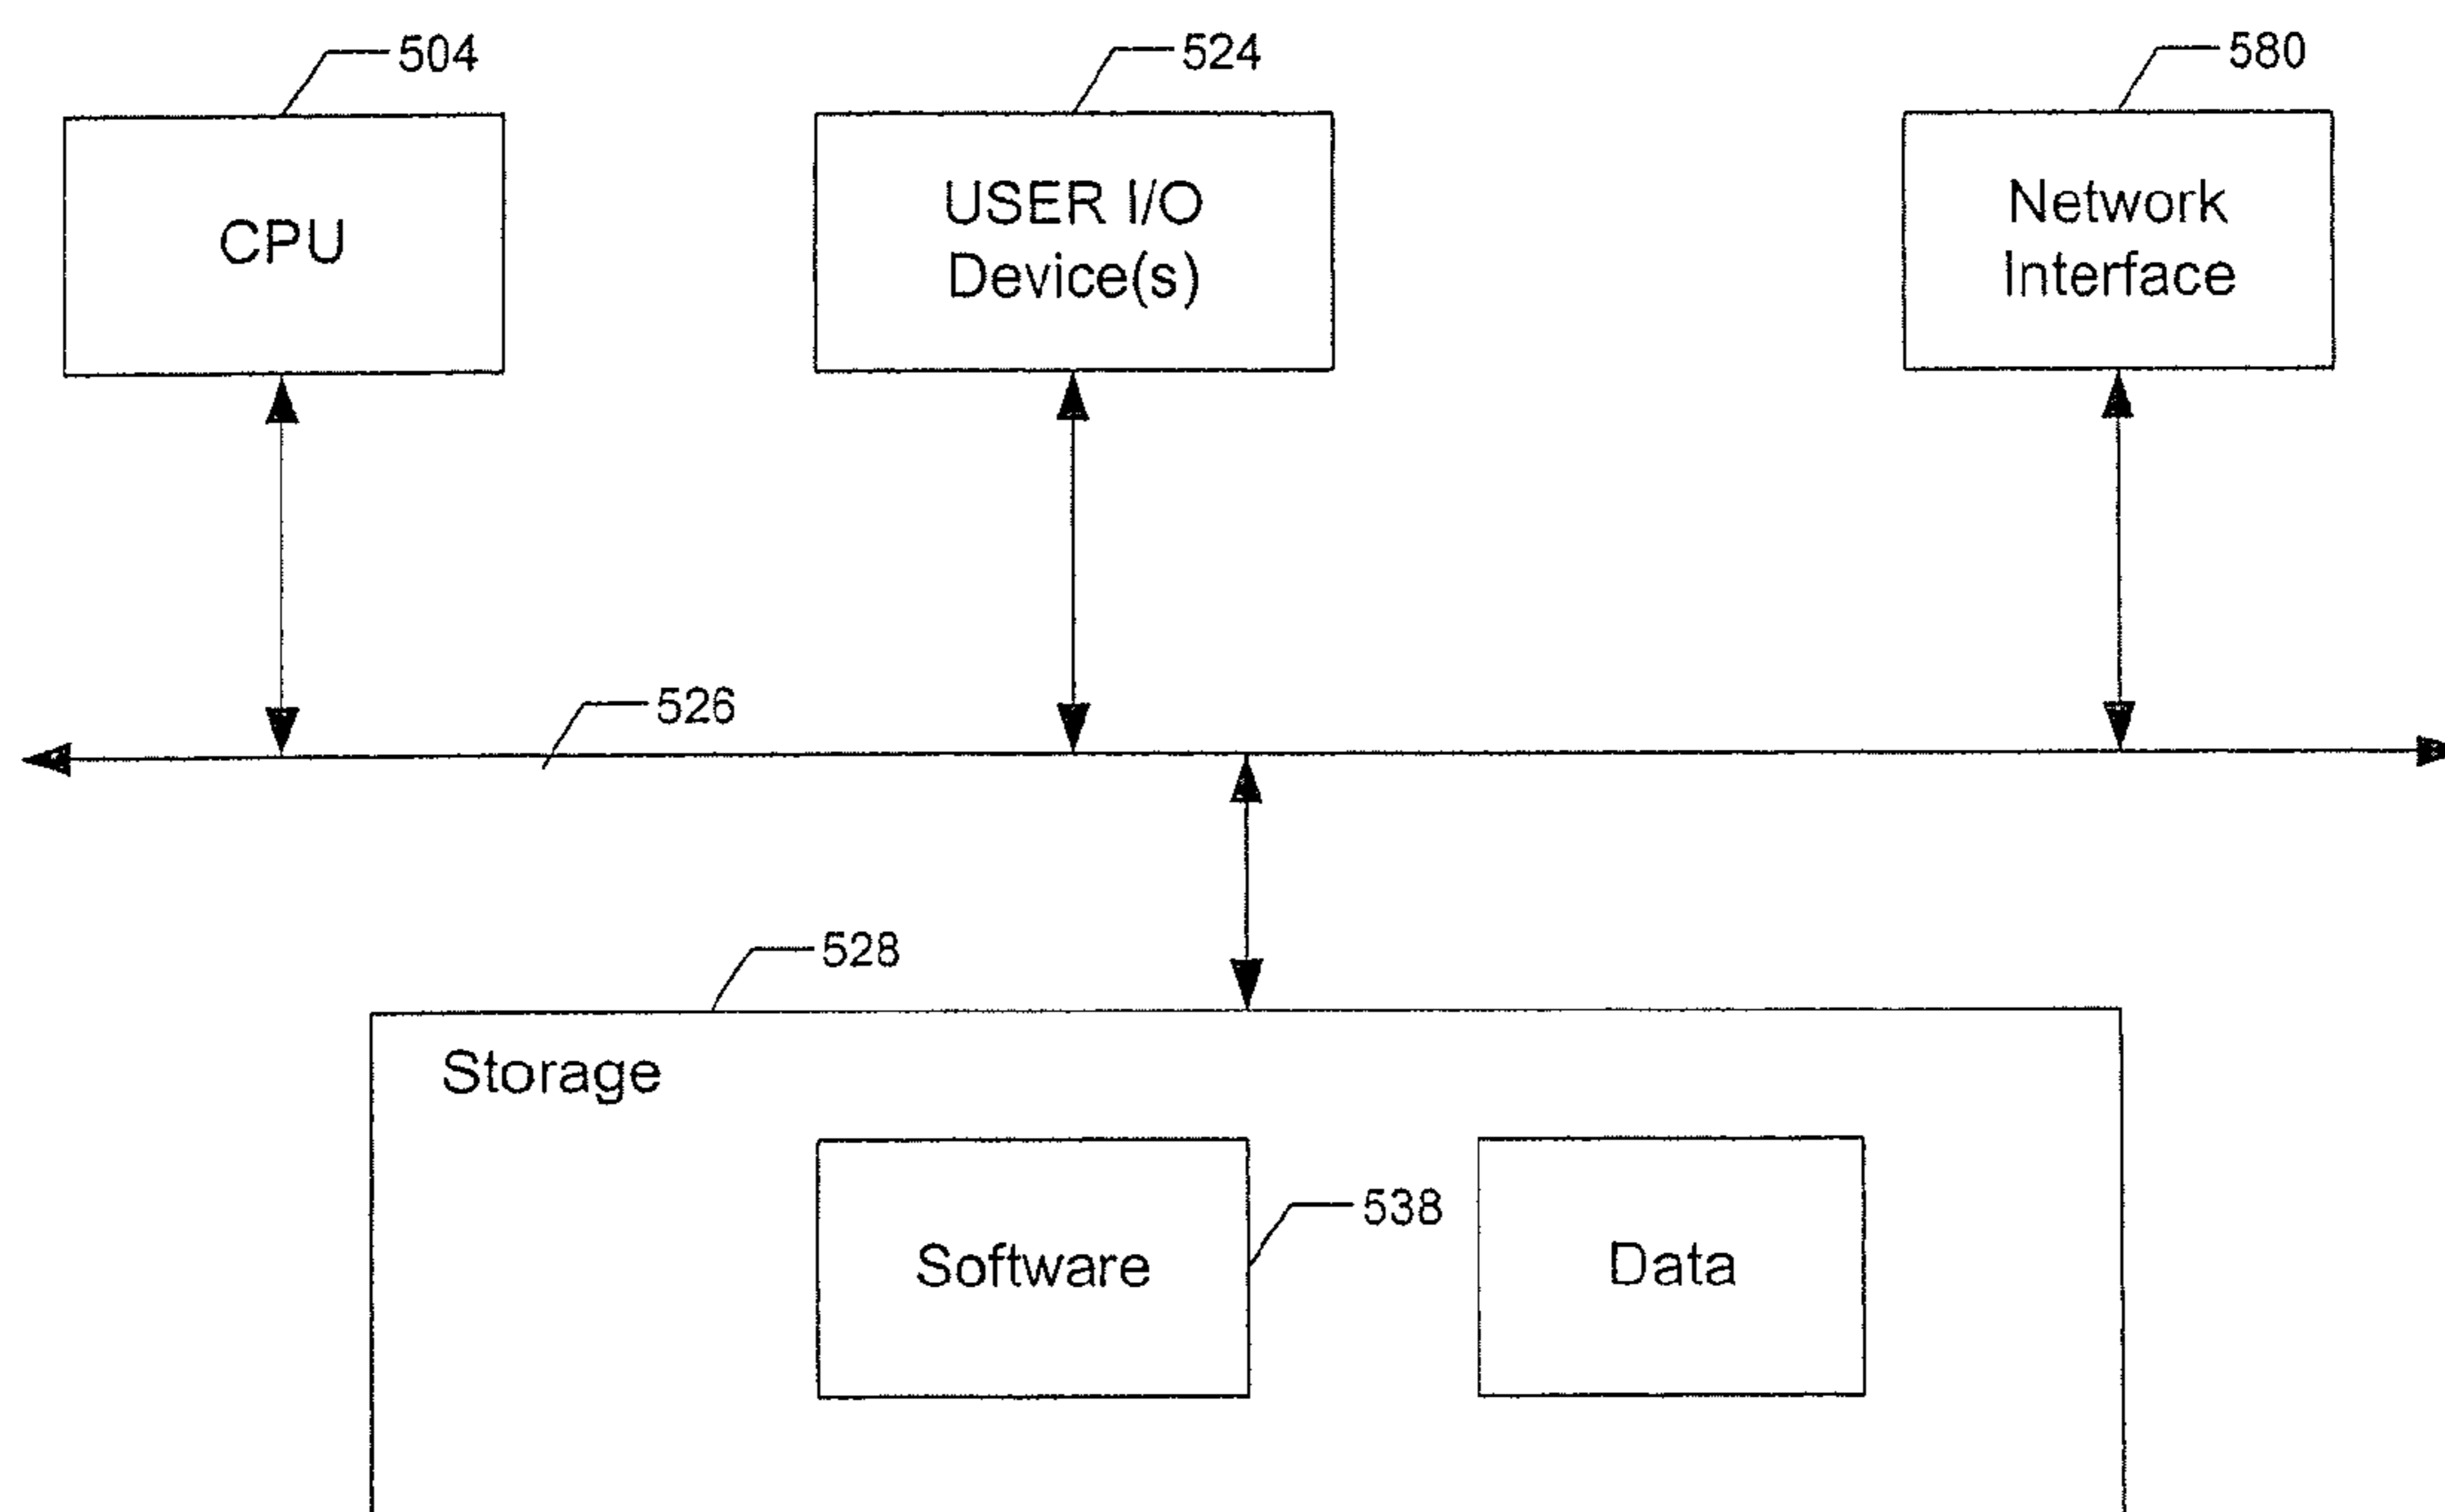 504
524
580
CPU
USER I/O
Device(s)
Network
Interface
526
528
Storage
538
Software
Data